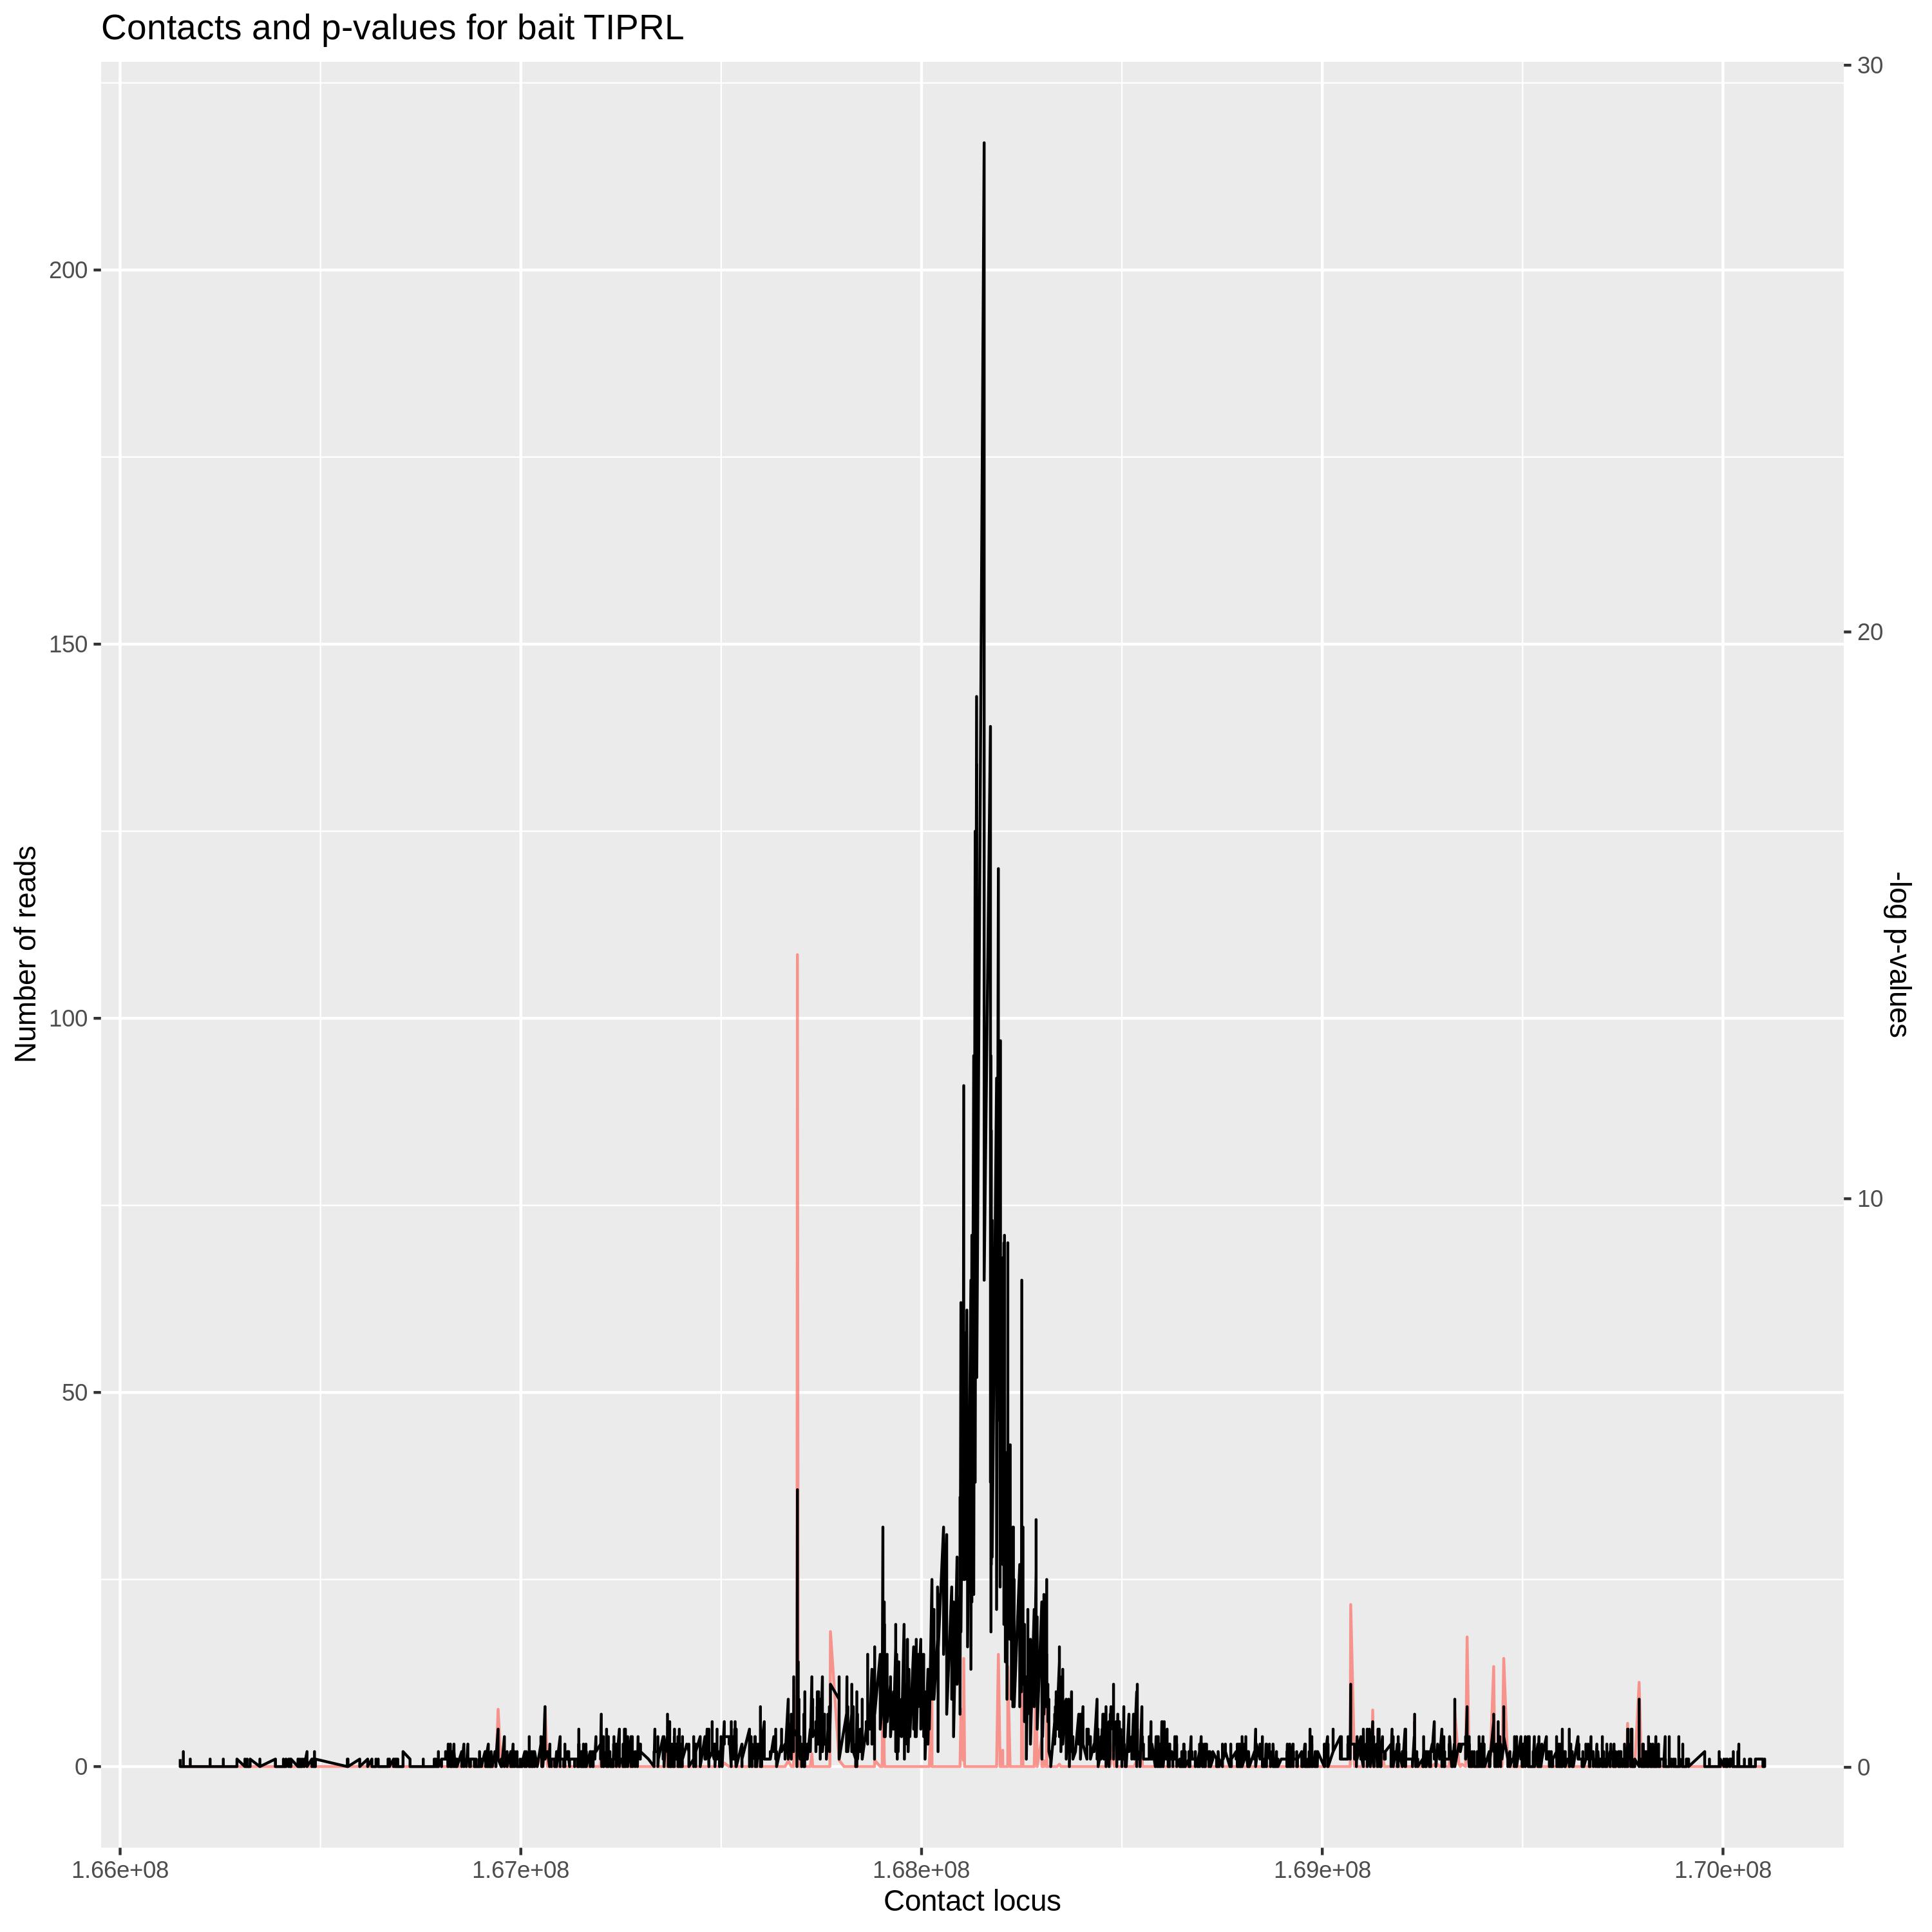 Contacts and p-values for bait TIPRL
Number of reads
200
150
100
50
0
30
20
10
0
-log p-values
1.66e+08
1.67e+08
1.68e+08
1.69e+08
1.70e+08
Contact locus